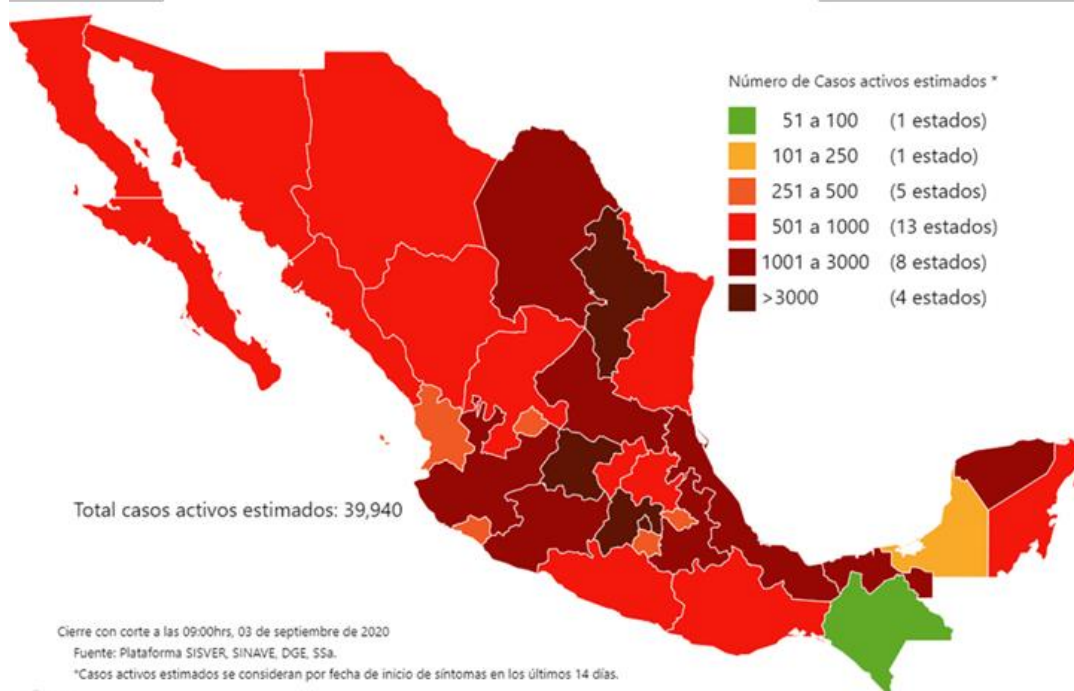 Número de Casos activos estimados *
51 a 100 (1 estados)
101 a 250 (1 estado)
251 a 500 (5 estados)
501 a 1000 (13 estados)
1001 a 3000 (8 estados)
>3000 (4 estados)
Total casos activos estimados: 39,940
Cierre con corte a las 09:00hrs, 03 de septiembre de 2020
Fuente: Plataforma SISVER, SINAVE, DGE, SSa.
*Casos activos estimados se consideran por fecha de inicio de síntomas en los últimos 14 días.